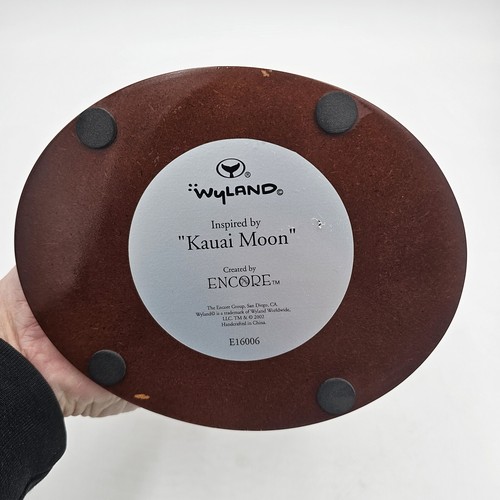 ®
WYLAND©
Inspired by
"Kauai Moon"
Created by
ENCORE™
The Encore Group, San Diego, CA.
Wyland® is a trademark of Wyland Worldwide,
LLC. TM & © 2002
Handcrafted in China.
E16006